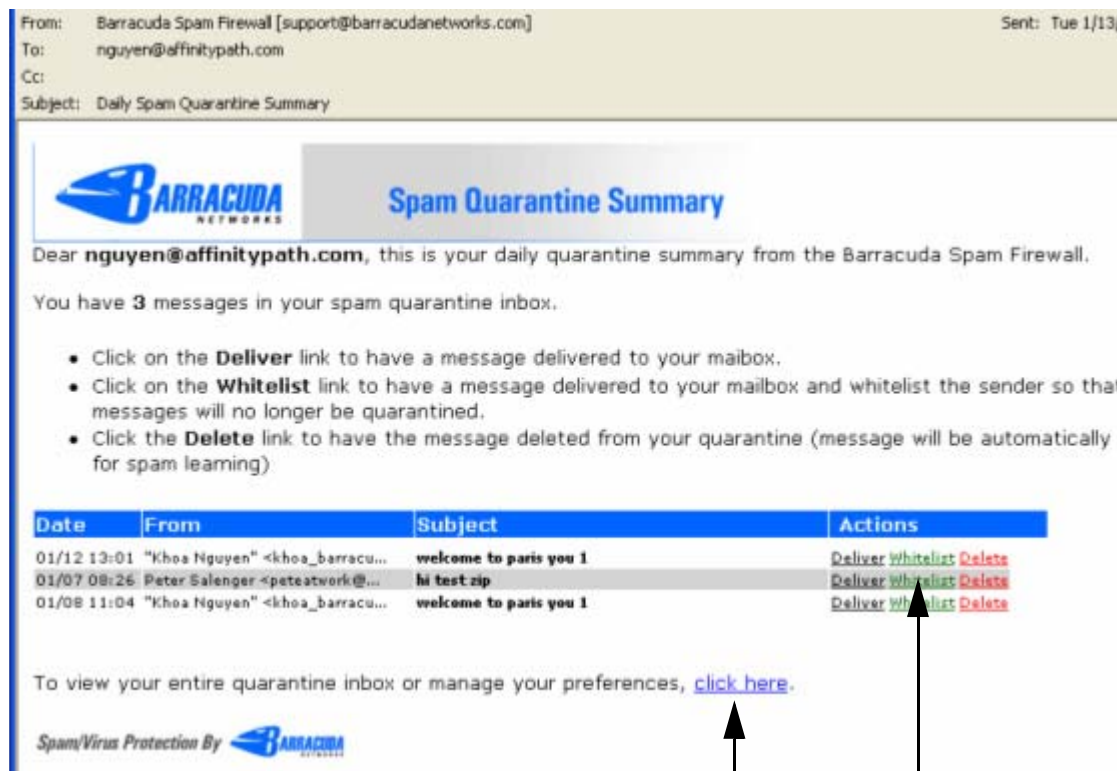 From: Barracuda Spam Firewall [support@barracudanetworks.com] Sent: Tue 1/13/
To: nguyen@affinitypath.com
Cc:
Subject: Daily Spam Quarantine Summary
BARRACUDA NETWORKS
Spam Quarantine Summary
Dear nguyen@affinitypath.com, this is your daily quarantine summary from the Barracuda Spam Firewall.
You have 3 messages in your spam quarantine inbox.
• Click on the Deliver link to have a message delivered to your maibox.
• Click on the Whitelist link to have a message delivered to your mailbox and whitelist the sender so that
messages will no longer be quarantined.
• Click the Delete link to have the message deleted from your quarantine (message will be automatically
for spam learning)
Date From Subject Actions
01/12 13:01 "Khoa Nguyen" <khoa_barracu... welcome to paris you 1 Deliver Whitelist Delete
01/07 08:26 Peter Salenger <peteatwork@... hi test zip Deliver Whitelist Delete
01/08 11:04 "Khoa Nguyen" <khoa_barracu... welcome to paris you 1 Deliver Whitelist Delete
To view your entire quarantine inbox or manage your preferences, click here.
Spam/Virus Protection By BARRACUDA NETWORKS